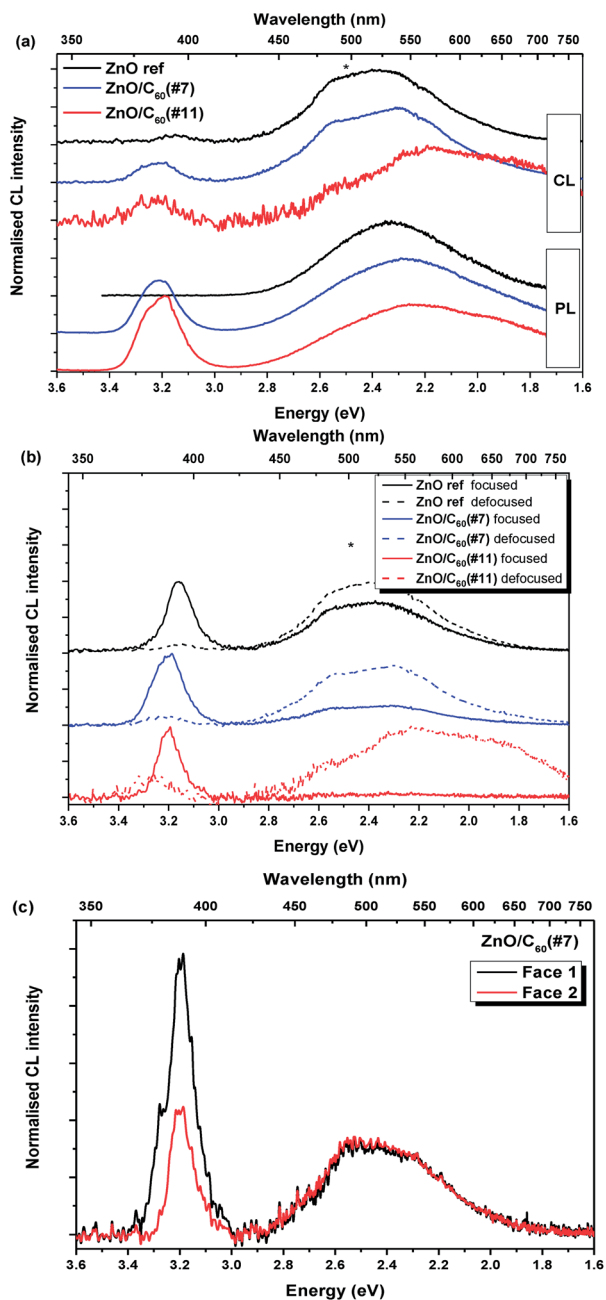 Wavelength (nm)
(a)
350 400 450 500 550 600 650 700 750
ZnO ref
ZnO/C₆₀(#7)
ZnO/C₆₀(#11)
*
CL
PL
Normalised CL intensity
3.6 3.4 3.2 3.0 2.8 2.6 2.4 2.2 2.0 1.8 1.6
Energy (eV)
Wavelength (nm)
(b)
350 400 450 500 550 600 650 700 750
ZnO ref focused
ZnO ref defocused
ZnO/C₆₀(#7) focused
ZnO/C₆₀(#7) defocused
ZnO/C₆₀(#11) focused
ZnO/C₆₀(#11) defocused
*
Normalised CL intensity
3.6 3.4 3.2 3.0 2.8 2.6 2.4 2.2 2.0 1.8 1.6
Energy (eV)
Wavelength (nm)
(c)
350 400 450 500 550 600 650 700 750
ZnO/C₆₀(#7)
Face 1
Face 2
Normalised CL intensity
3.6 3.4 3.2 3.0 2.8 2.6 2.4 2.2 2.0 1.8 1.6
Energy (eV)